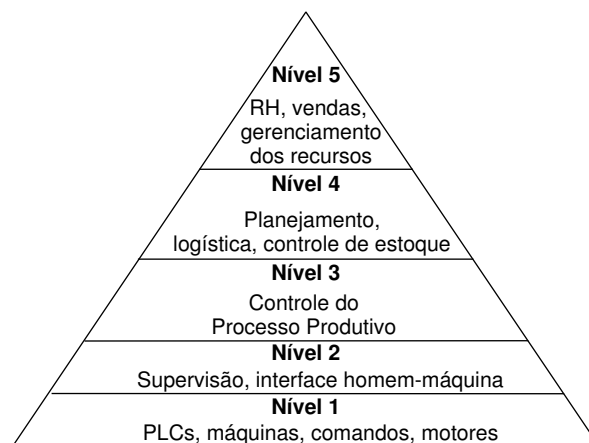 Nível 5
RH, vendas,
gerenciamento
dos recursos
Nível 4
Planejamento,
logística, controle de estoque
Nível 3
Controle do
Processo Produtivo
Nível 2
Supervisão, interface homem-máquina
Nível 1
PLCs, máquinas, comandos, motores